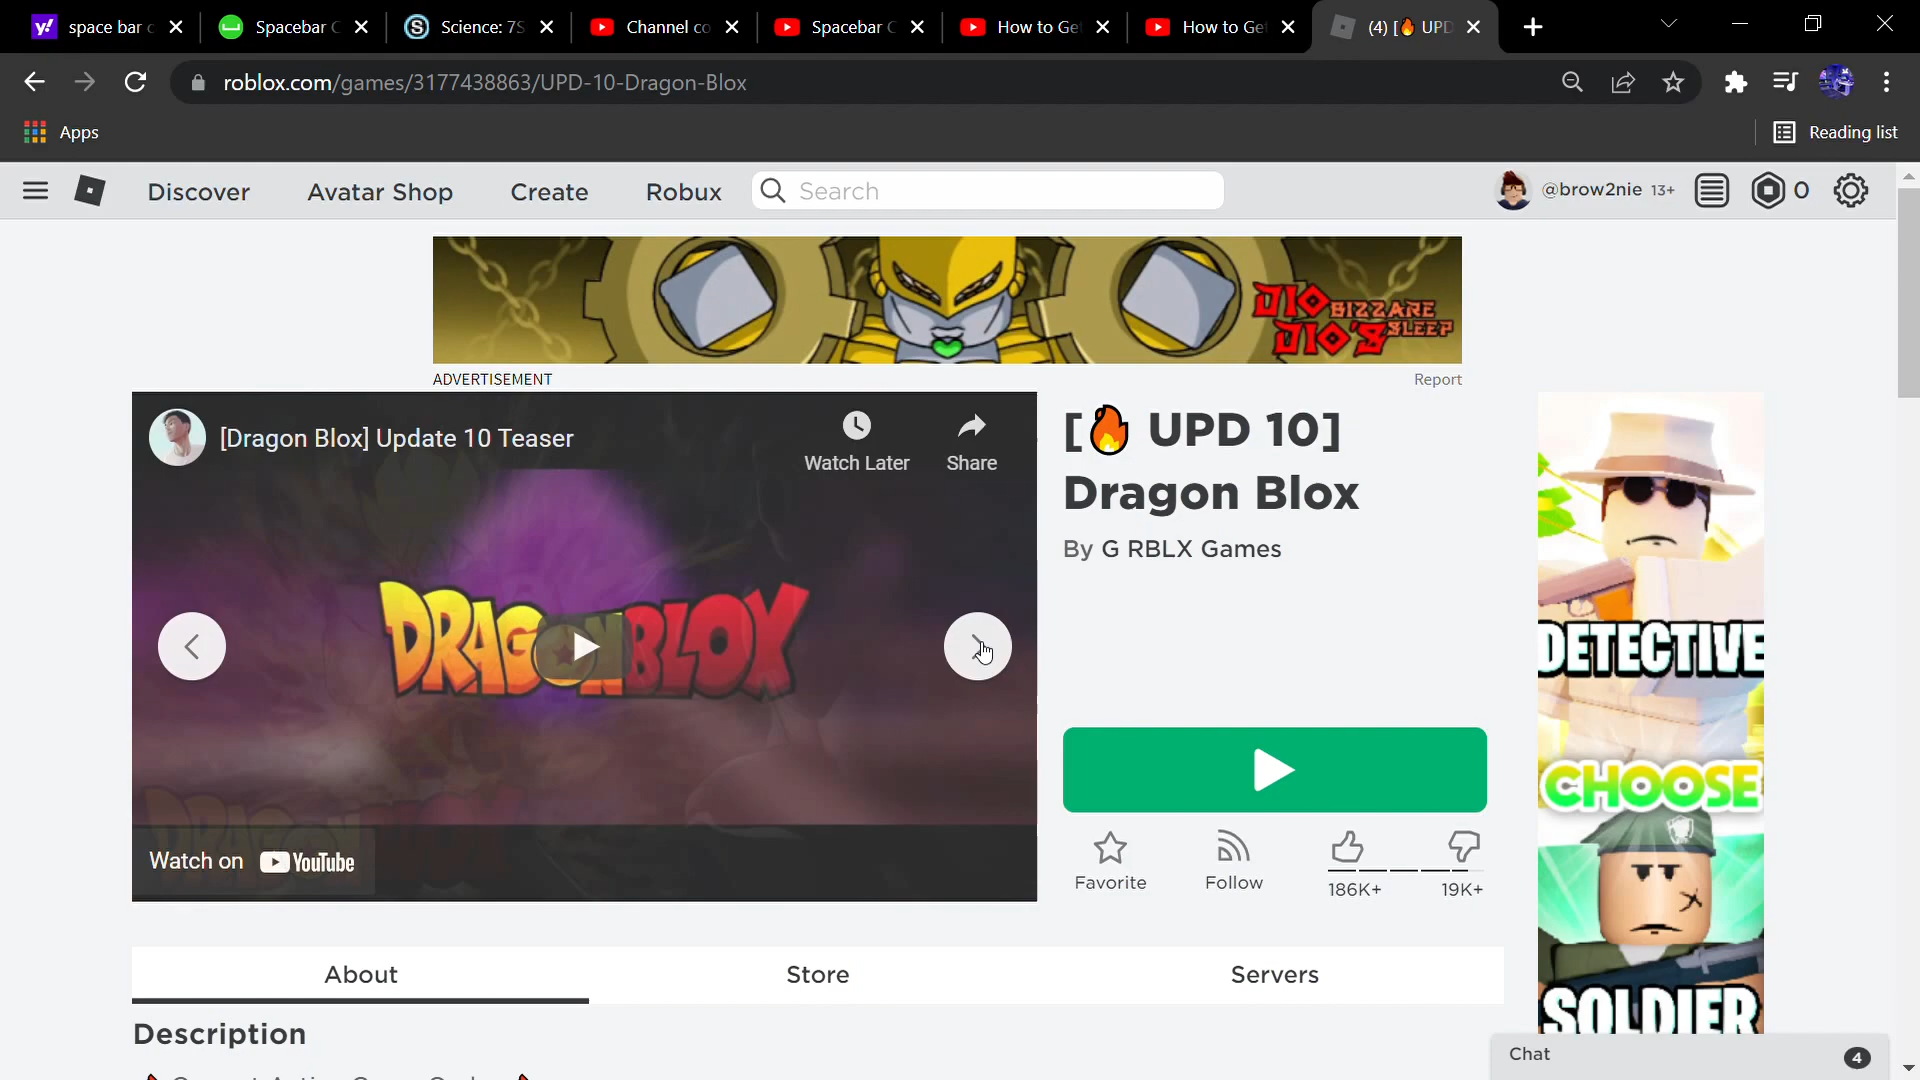 space bar c
Spacebar C
Science: 7S
Channel co
Spacebar C
How to Ge
How to Ge
(4) [🔥 UPD
roblox.com/games/3177438863/UPD-10-Dragon-Blox
Apps
Reading list
Discover
Avatar Shop
Create
Robux
Search
@brow2nie 13+
0
JIO BIZZARE
JIO'S SLEEP
ADVERTISEMENT
Report
[Dragon Blox] Update 10 Teaser
Watch Later
Share
DRAGON BLOX
Watch on YouTube
[🔥 UPD 10]
Dragon Blox
By G RBLX Games
Favorite
Follow
186K+
19K+
DETECTIVE
CHOOSE
SOLDIER
About
Store
Servers
Description
Chat
4